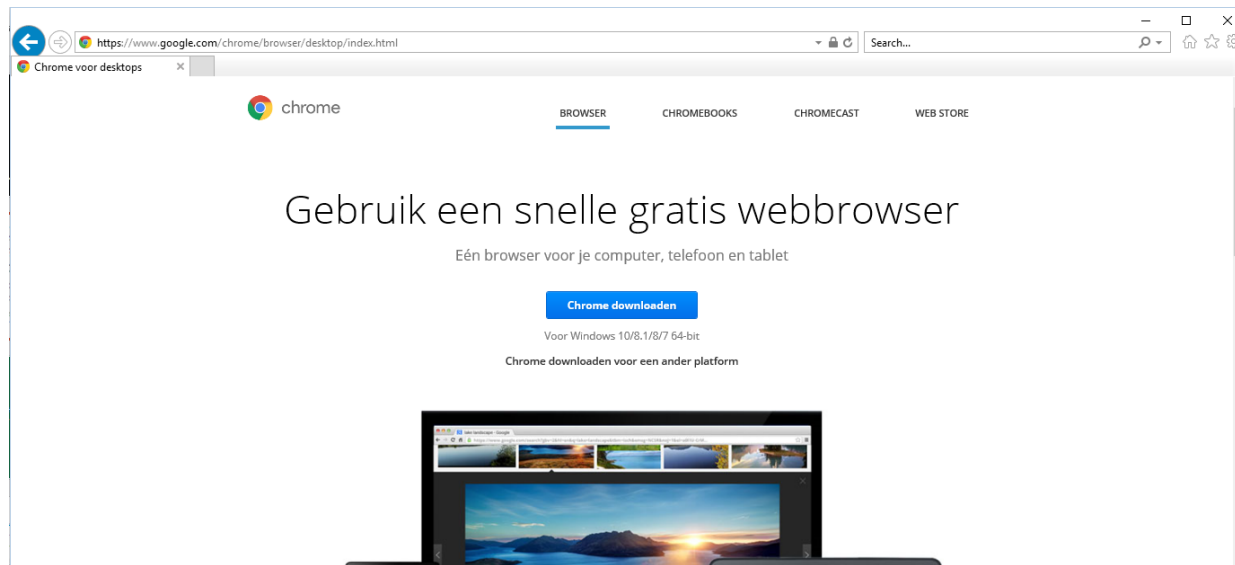 https://www.google.com/chrome/browser/desktop/index.html
Search...
Chrome voor desktops
chrome
BROWSER CHROMEBOOKS CHROMECAST WEB STORE
Gebruik een snelle gratis webbrowser
Eén browser voor je computer, telefoon en tablet
Chrome downloaden
Voor Windows 10/8.1/8/7 64-bit
Chrome downloaden voor een ander platform